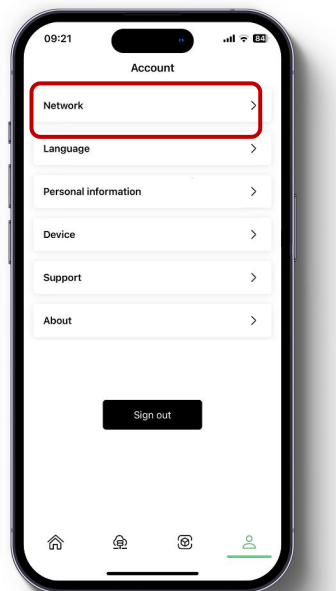 09:21
84
Account
Network
Language
Personal information
Device
Support
About
Sign out